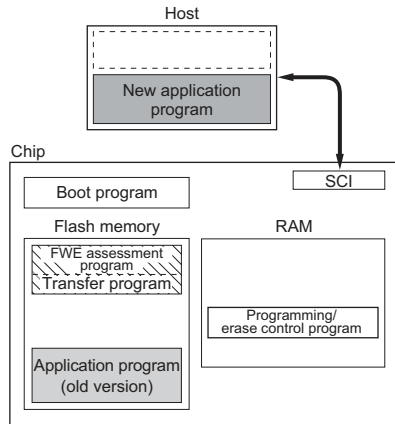 Host
New application
program
Chip
SCI
Boot program
Flash memory
RAM
FWE assessment
program
Transfer program
Programming/
erase control program
Application program
(old version)